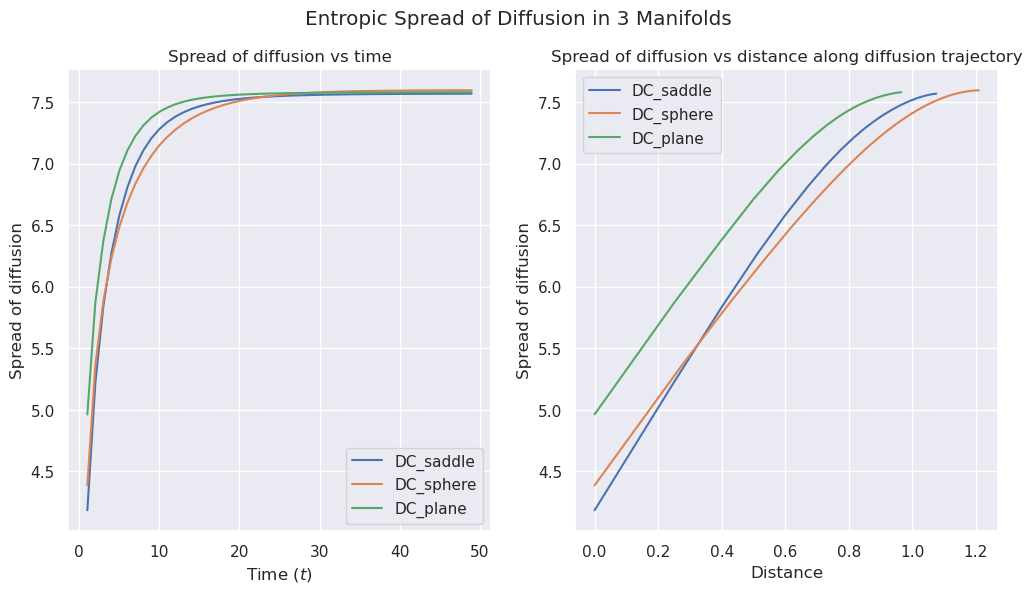 Entropic Spread of Diffusion in 3 Manifolds
Spread of diffusion vs time
Spread of diffusion
7.5
7.0
6.5
6.0
5.5
5.0
4.5
DC_saddle
DC_sphere
DC_plane
0 10 20 30 40 50
Time (t)
Spread of diffusion vs distance along diffusion trajectory
DC_saddle
DC_sphere
DC_plane
Spread of diffusion
7.5
7.0
6.5
6.0
5.5
5.0
4.5
0.0 0.2 0.4 0.6 0.8 1.0 1.2
Distance